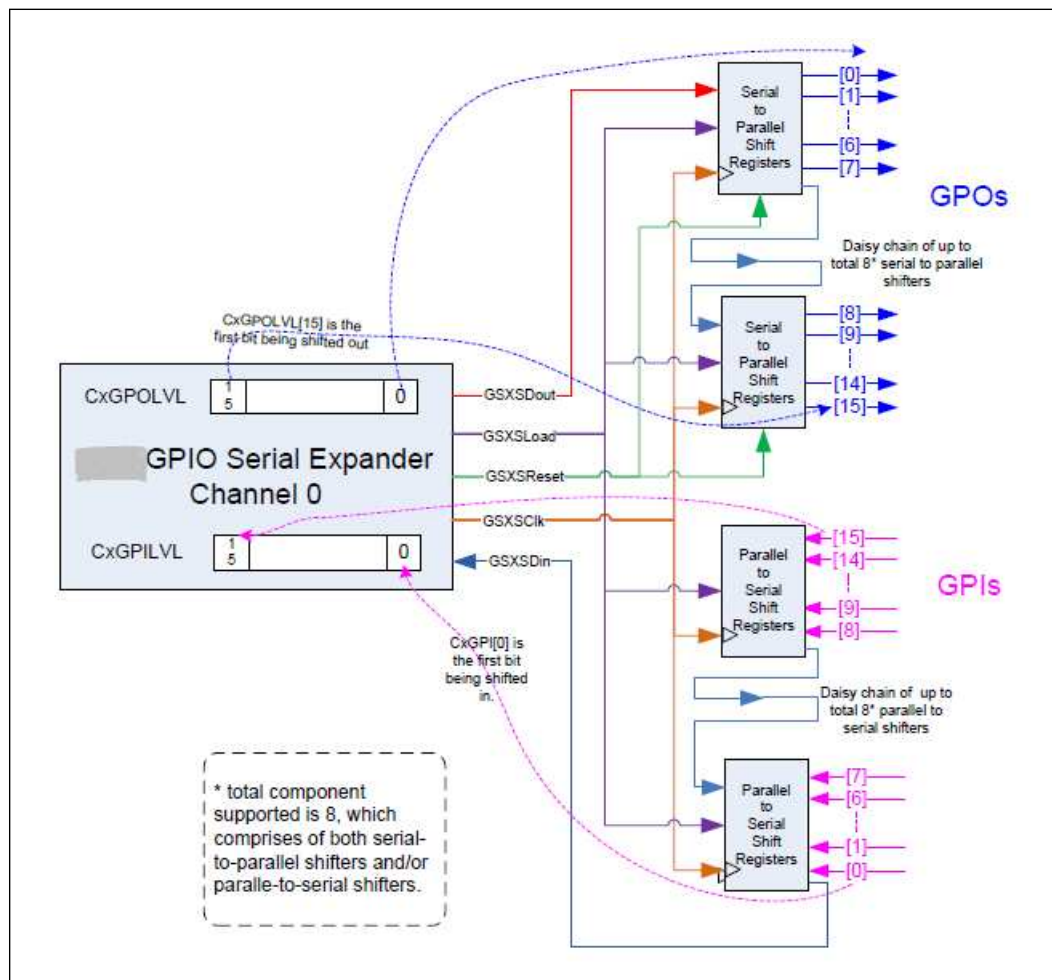 Serial
to
Parallel
Shift
Registers
[0]
[1]
[6]
[7]
GPOs
Daisy chain of up to
total 8* serial to parallel
shifters
CxGPOLVL[15] is the
first bit being shifted out
Serial
to
Parallel
Shift
Registers
[8]
[9]
[14]
[15]
CxGPOLVL
1
5
0
GSXSDout
GSXSLoad
GPIO Serial Expander
Channel 0
GSXSReset
GSXSClk
CxGPILVL
1
5
0
GSXSDin
Parallel
to
Serial
Shift
Registers
[15]
[14]
[9]
[8]
GPIs
CxGPI[0] is
the first bit
being shifted
in.
Daisy chain of up to
total 8* parallel to
serial shifters
Parallel
to
Serial
Shift
Registers
[7]
[6]
[1]
[0]
* total component
supported is 8, which
comprises of both serial-
to-parallel shifters and/or
paralle-to-serial shifters.